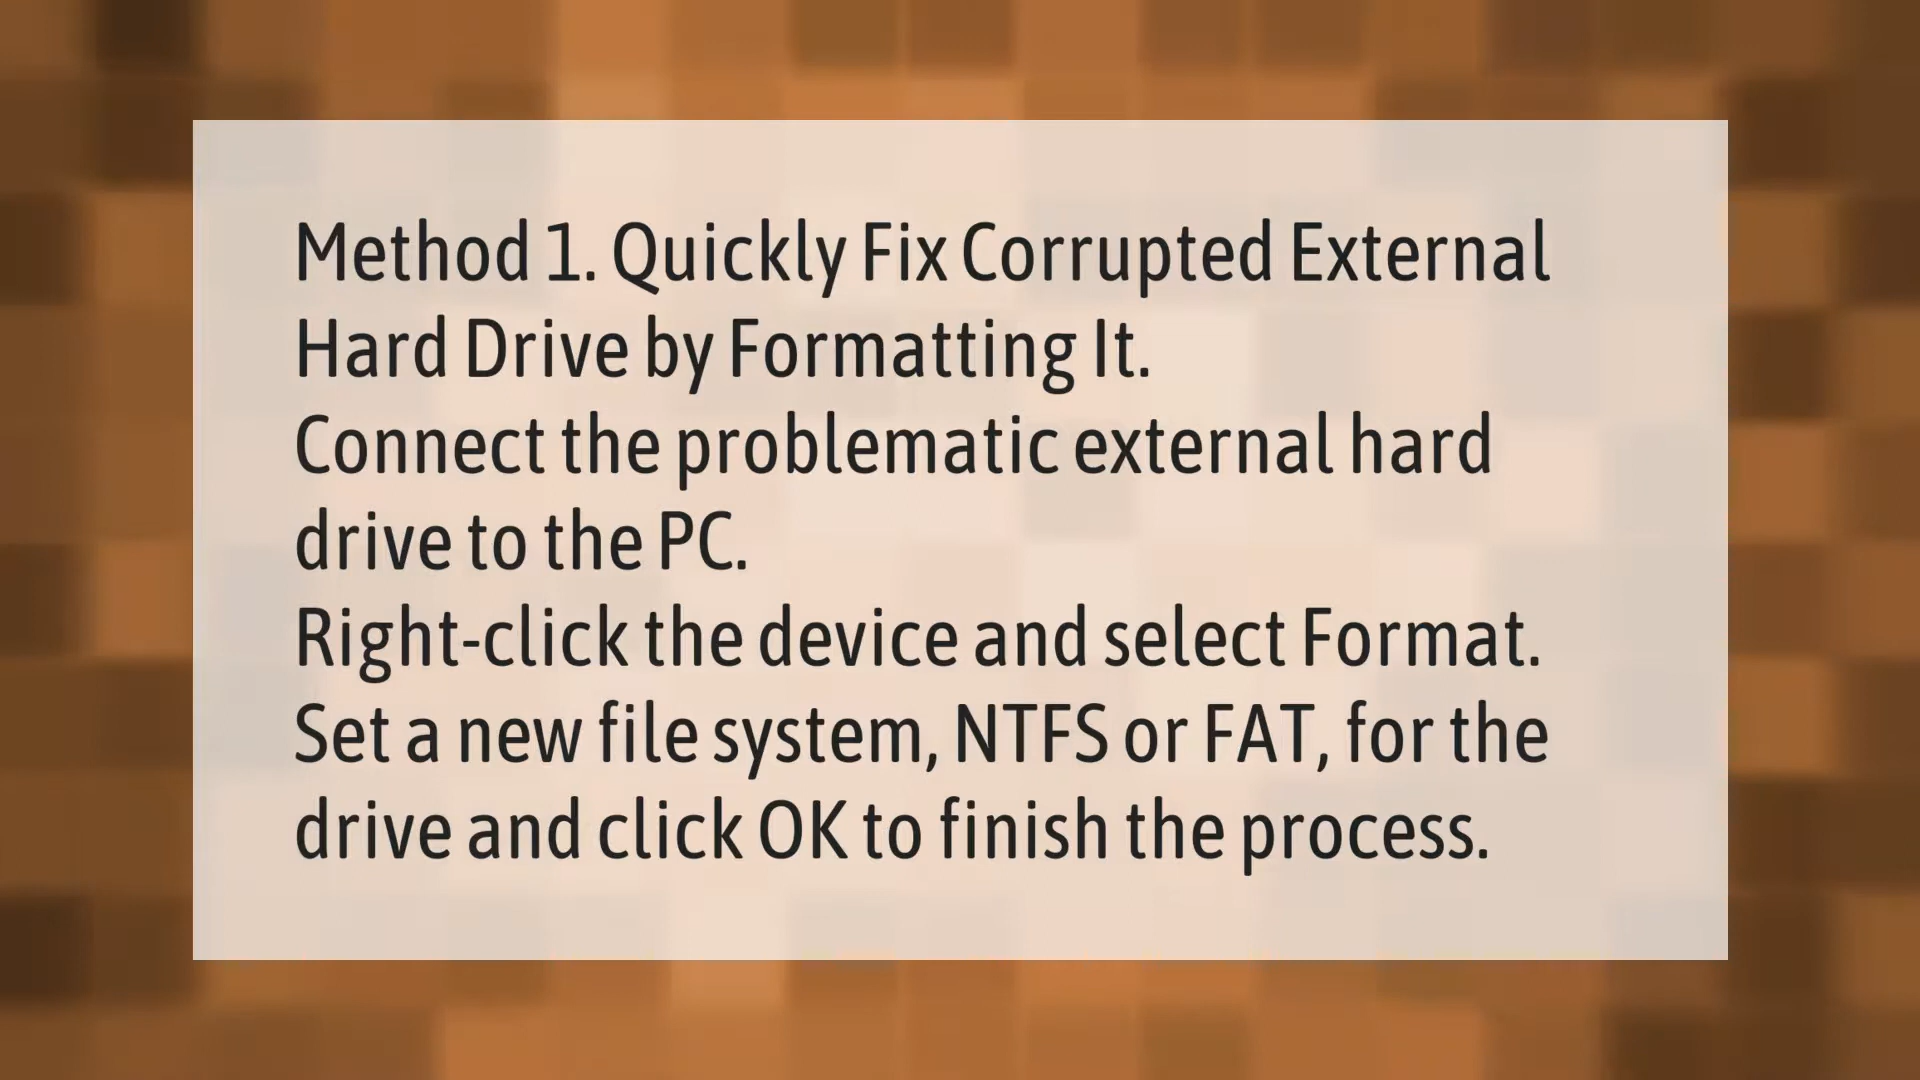 Method 1. Quickly Fix Corrupted External
Hard Drive by Formatting It.
Connect the problematic external hard
drive to the PC.
Right-click the device and select Format.
Set a new file system, NTFS or FAT, for the
drive and click OK to finish the process.